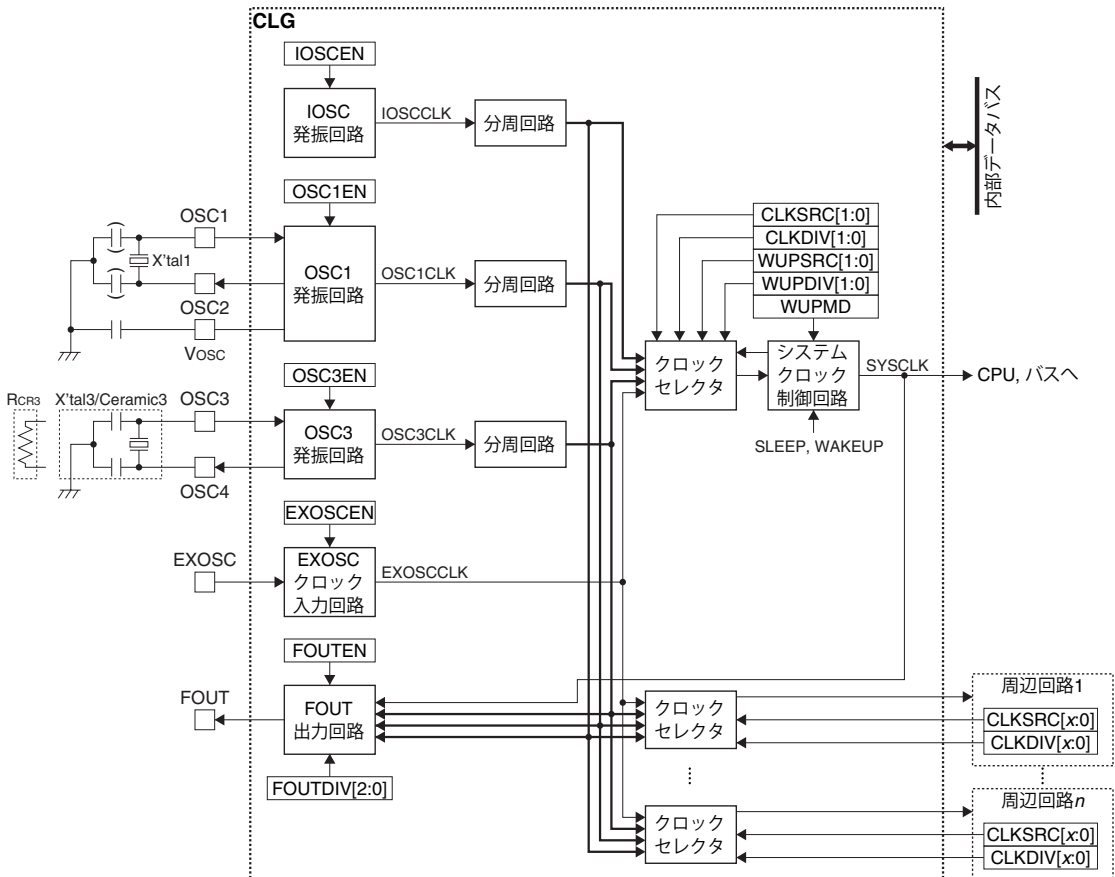 CLG
IOSCEN
IOSC
発振回路
IOSCCLK
分周回路
内部データバス
OSC1EN
OSC1
X'tal1
OSC2
VOSC
OSC1
発振回路
OSC1CLK
分周回路
CLKSRC[1:0]
CLKDIV[1:0]
WUPSRC[1:0]
WUPDIV[1:0]
WUPMD
クロック
セレクタ
システム
クロック
制御回路
SYSCLK
CPU, バスへ
SLEEP, WAKEUP
OSC3EN
RCR3
X'tal3/Ceramic3
OSC3
OSC4
OSC3
発振回路
OSC3CLK
分周回路
EXOSCEN
EXOSC
EXOSC
クロック
入力回路
EXOSCCLK
FOUTEN
FOUT
FOUT
出力回路
FOUTDIV[2:0]
クロック
セレクタ
周辺回路1
CLKSRC[x:0]
CLKDIV[x:0]
クロック
セレクタ
周辺回路n
CLKSRC[x:0]
CLKDIV[x:0]